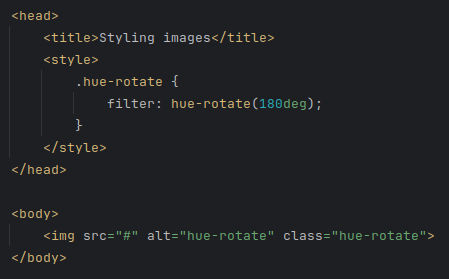 <head>
    <title>Styling images</title>
    <style>
        .hue-rotate {
            filter: hue-rotate(180deg);
        }
    </style>
</head>

<body>
    <img src="#" alt="hue-rotate" class="hue-rotate">
</body>